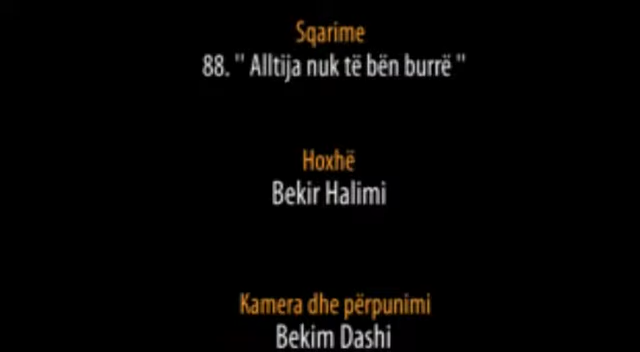 Sqarime
88. " Alltija nuk të bën burrë "
Hoxhë
Bekir Halimi
Kamera dhe përpunimi
Bekim Dashi